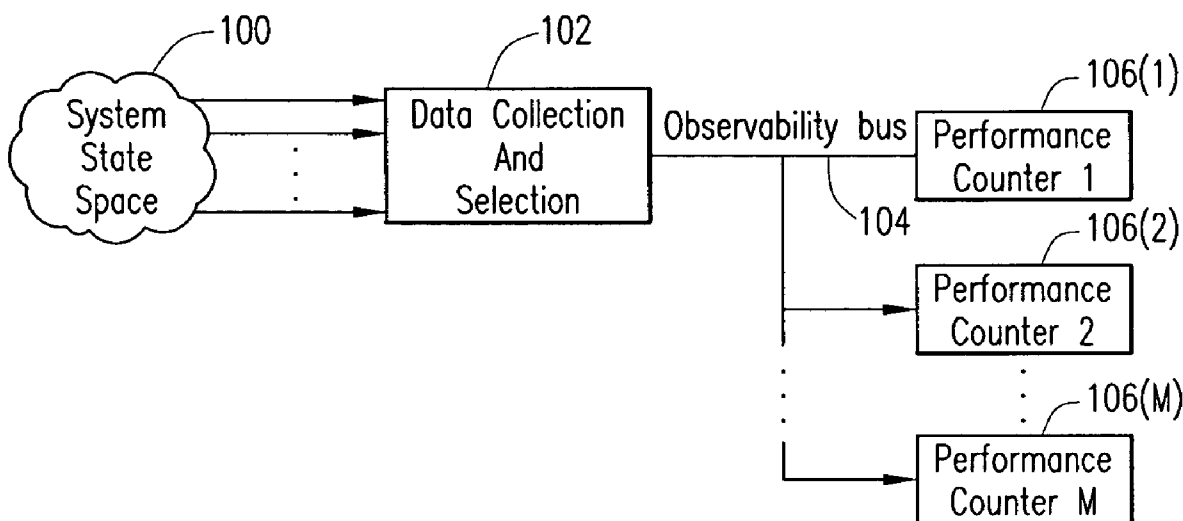 100
System
State
Space
102
Data Collection
And
Selection
Observability bus
104
106(1)
Performance
Counter 1
106(2)
Performance
Counter 2
106(M)
Performance
Counter M